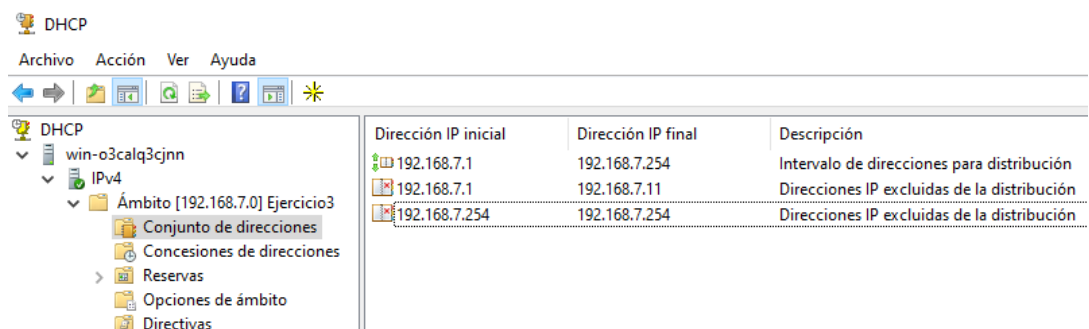 DHCP
Archivo Acción Ver Ayuda
DHCP
win-o3calq3cjnn
IPv4
Ámbito [192.168.7.0] Ejercicio3
Conjunto de direcciones
Concesiones de direcciones
Reservas
Opciones de ámbito
Directivas
Dirección IP inicial Dirección IP final Descripción
192.168.7.1 192.168.7.254 Intervalo de direcciones para distribución
192.168.7.1 192.168.7.11 Direcciones IP excluidas de la distribución
192.168.7.254 192.168.7.254 Direcciones IP excluidas de la distribución